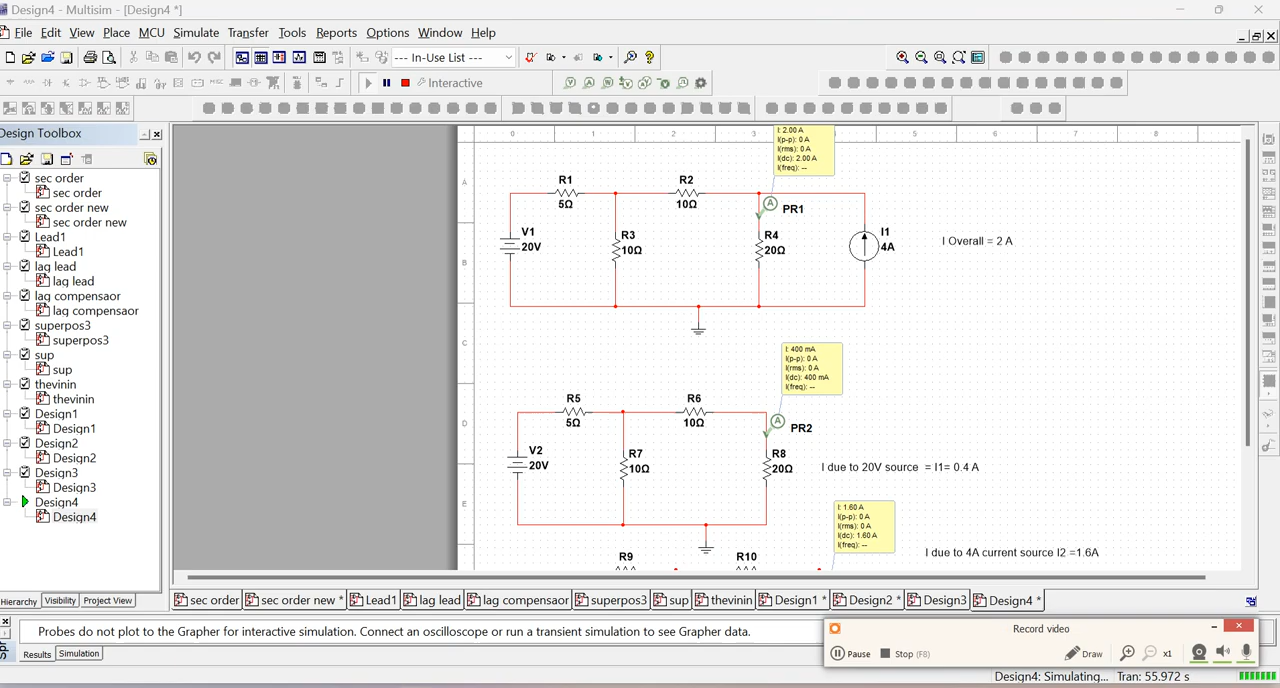 Design4 - Multisim - [Design4 *]
File Edit View Place MCU Simulate Transfer Tools Reports Options Window Help
--- In-Use List ---
Interactive
Design Toolbox
sec order
sec order
sec order new
sec order new
Lead1
Lead1
lag lead
lag lead
lag compensaor
lag compensaor
superpos3
superpos3
sup
sup
thevinin
thevinin
Design1
Design1
Design2
Design2
Design3
Design3
Design4
Design4
Hierarchy Visibility Project View
0 1 2 3 5 6 7 8
A
B
C
D
E
I: 2.00 A
I(p-p): 0 A
I(rms): 0 A
I(dc): 2.00 A
I(freq): --
R1
5Ω
R2
10Ω
PR1
V1
20V
R3
10Ω
R4
20Ω
I1
4A
I Overall = 2 A
I: 400 mA
I(p-p): 0 A
I(rms): 0 A
I(dc): 400 mA
I(freq): --
R5
5Ω
R6
10Ω
PR2
V2
20V
R7
10Ω
R8
20Ω
I due to 20V source = I1= 0.4 A
I: 1.60 A
I(p-p): 0 A
I(rms): 0 A
I(dc): 1.60 A
I(freq): --
R9
R10
I due to 4A current source I2 =1.6A
sec order sec order new * Lead1 lag lead lag compensaor superpos3 sup thevinin Design1 * Design2 * Design3 Design4 *
Probes do not plot to the Grapher for interactive simulation. Connect an oscilloscope or run a transient simulation to see Grapher data.
Results Simulation
Record video
Pause Stop (F8) Draw x1
Design4: Simulating... Tran: 55.972 s